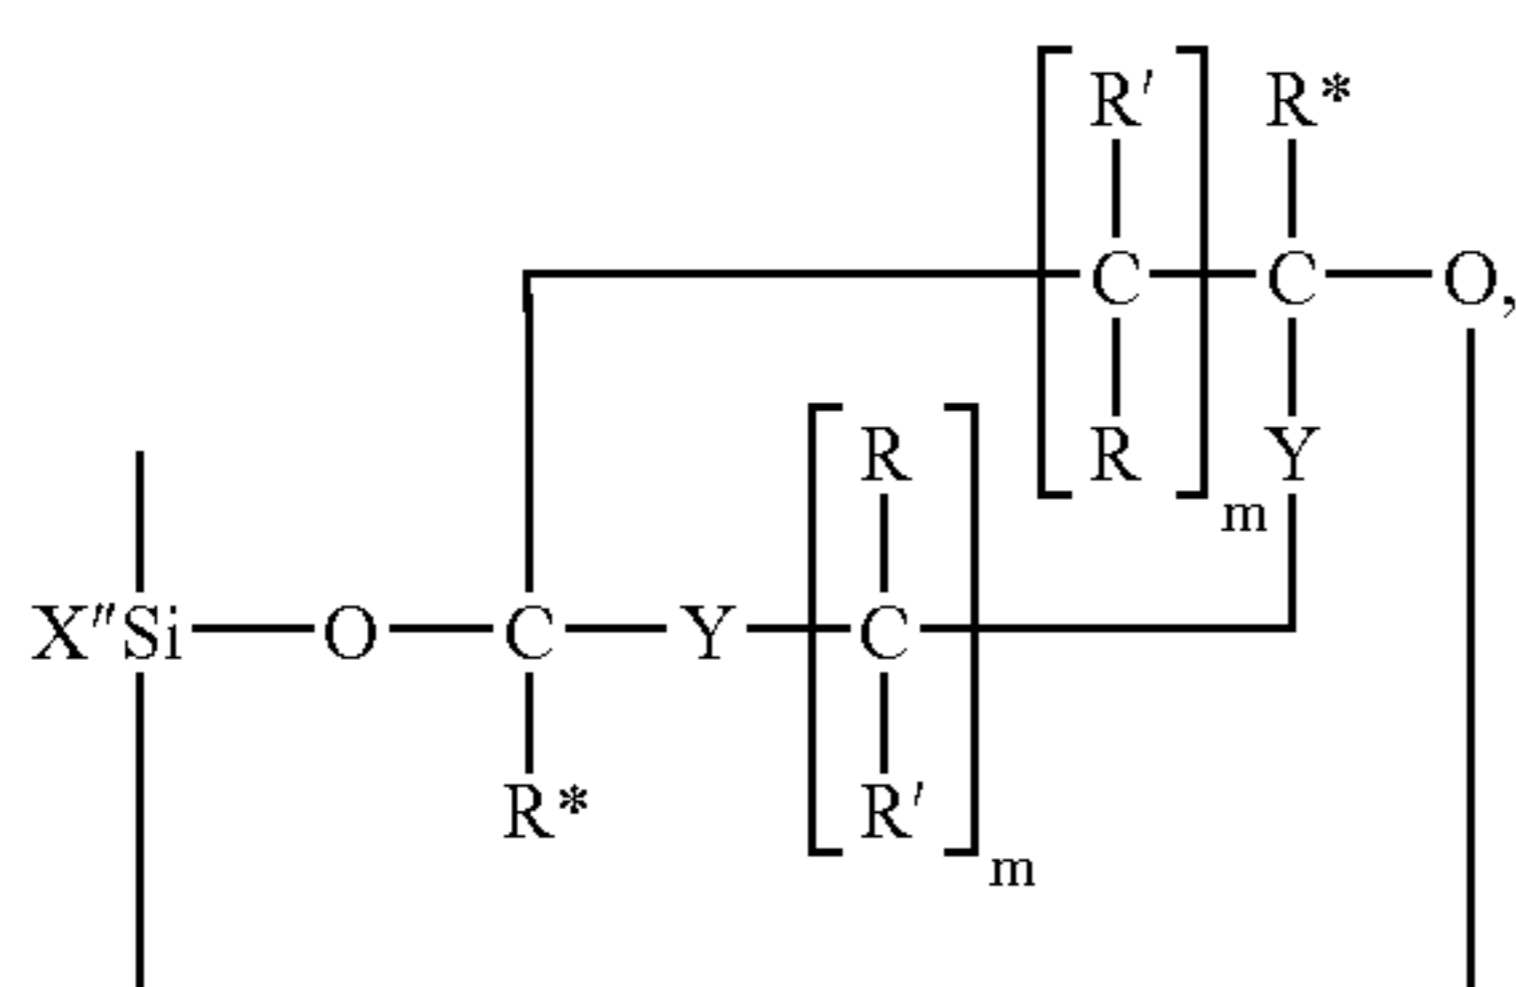 R′ R*
C C O,
R Y
m
R
X″Si O C Y C
R* R′
m